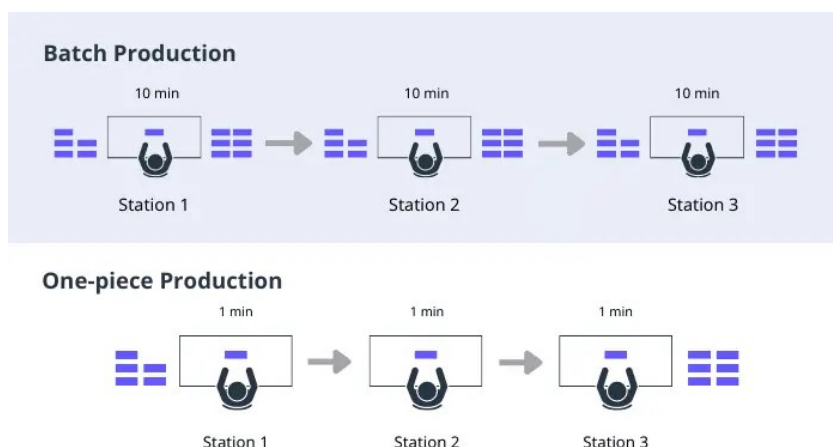 Batch Production
10 min 10 min 10 min
Station 1 Station 2 Station 3
One-piece Production
1 min 1 min 1 min
Station 1 Station 2 Station 3